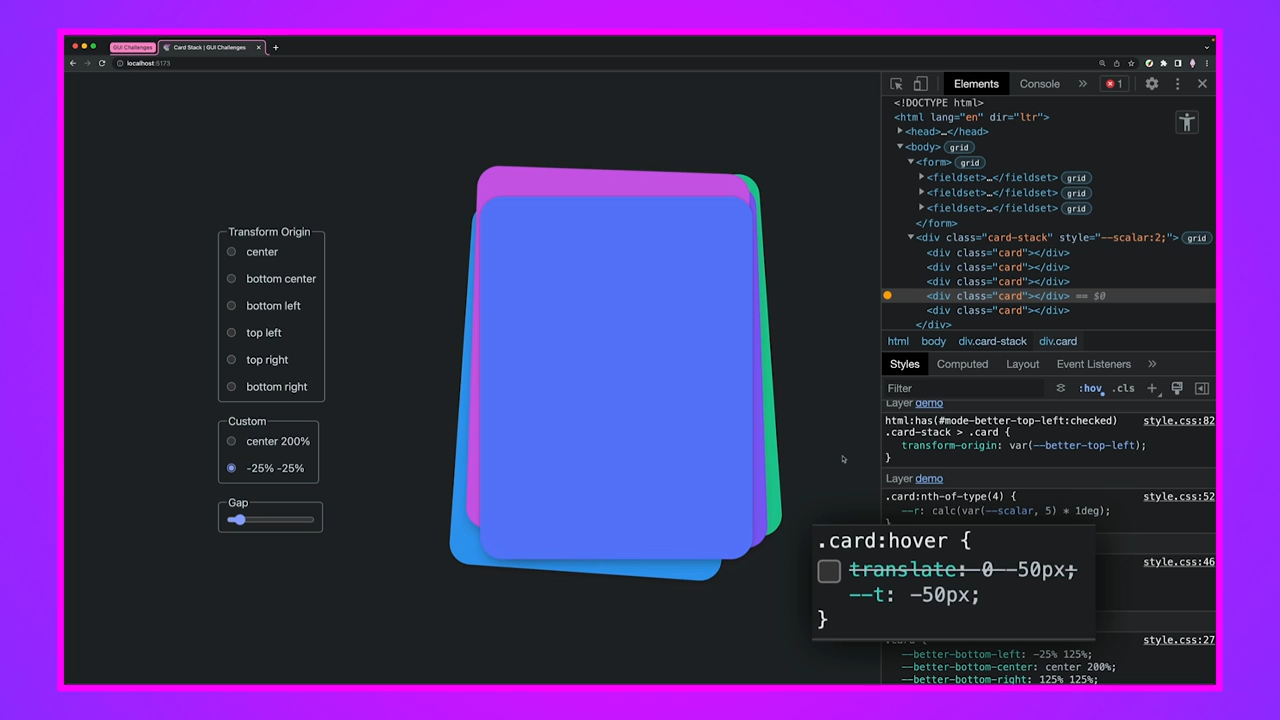 GUI Challenges
Card Stack | GUI Challenges
localhost:5173
Transform Origin
center
bottom center
bottom left
top left
top right
bottom right
Custom
center 200%
-25% -25%
Gap
Elements
Console
1
<!DOCTYPE html>
<html lang="en" dir="ltr">
<head>…</head>
<body> grid
<form> grid
<fieldset>…</fieldset> grid
<fieldset>…</fieldset> grid
<fieldset>…</fieldset> grid
</form>
<div class="card-stack" style="--scalar:2;"> grid
<div class="card"></div>
<div class="card"></div>
<div class="card"></div>
<div class="card"></div> == $0
<div class="card"></div>
</div>
html body div.card-stack div.card
Styles Computed Layout Event Listeners
Filter :hov .cls
Layer demo
html:has(#mode-better-top-left:checked) style.css:82
.card-stack > .card {
transform-origin: var(--better-top-left);
}
Layer demo
.card:nth-of-type(4) { style.css:52
--r: calc(var(--scalar, 5) * 1deg);
.card:hover {
translate: 0 -50px;
--t: -50px;
}
style.css:46
style.css:27
--better-bottom-left: -25% 125%;
--better-bottom-center: center 200%;
--better-bottom-right: 125% 125%;